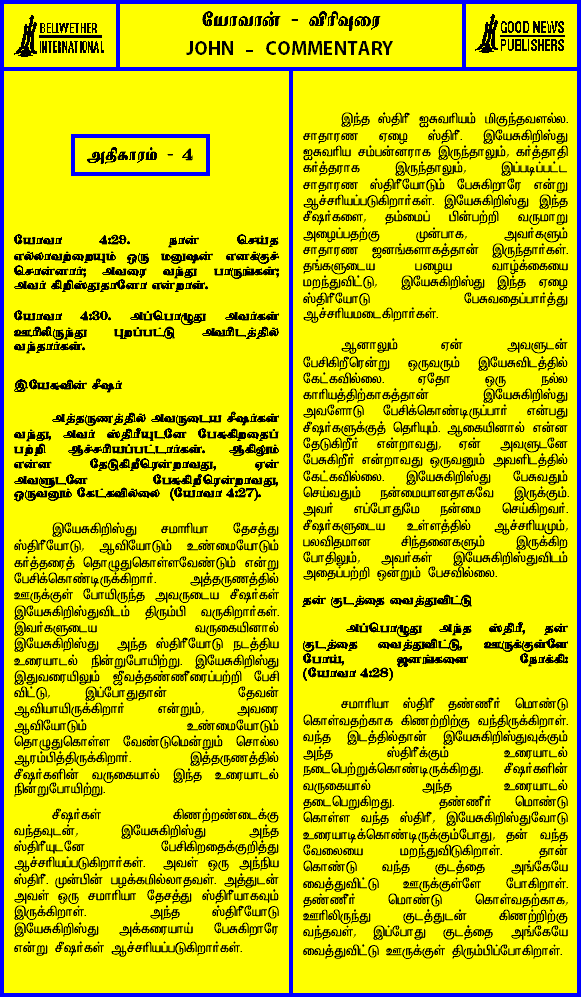 BELWETHER
INTERNATIONAL
யோவான் - விரிவுரை
JOHN - COMMENTARY
GOOD NEWS
PUBLISHERS
அதிகாரம் - 4
யோவா 4:29. நான் செய்த
எல்லாவற்றையும் ஒரு மனுஷன் எனக்குச்
சொன்னார்; அவரை வந்து பாருங்கள்;
அவர் கிறிஸ்துதானோ என்றாள்.
யோவா 4:30. அப்பொழுது அவர்கள்
ஊரிலிருந்து புறப்பட்டு அவரிடத்தில்
வந்தார்கள்.
இயேசுவின் சீஷர்
அத்தருணத்தில் அவருடைய சீஷர்கள்
வந்து, அவர் ஸ்திரீயுடனே பேசுகிறதைப்
பற்றி ஆச்சரியப்பட்டார்கள். ஆகிலும்
என்ன தேடுகிறீரென்றாவது, ஏன்
அவளுடனே பேசுகிறீரென்றாவது,
ஒருவனும் கேட்கவில்லை (யோவா 4:27).
இயேசுகிறிஸ்து சமாரியா தேசத்து
ஸ்திரீயோடு, ஆவியோடும் உண்மையோடும்
கர்த்தரைத் தொழுதுகொள்ளவேண்டும் என்று
பேசிக்கொண்டிருக்கிறார். அத்தருணத்தில்
ஊருக்குள் போயிருந்த அவருடைய சீஷர்கள்
இயேசுகிறிஸ்துவிடம் திரும்பி வருகிறார்கள்.
இவர்களுடைய வருகையினால்
இயேசுகிறிஸ்து அந்த ஸ்திரீயோடு நடத்திய
உரையாடல் நின்றுபோயிற்று. இயேசுகிறிஸ்து
இதுவரையிலும் ஜீவத்தண்ணீரைப்பற்றி பேசி
விட்டு, இப்போதுதான் தேவன்
ஆவியாயிருக்கிறார் என்றும், அவரை
ஆவியோடும் உண்மையோடும்
தொழுதுகொள்ள வேண்டுமென்றும் சொல்ல
ஆரம்பித்திருக்கிறார். இத்தருணத்தில்
சீஷர்களின் வருகையால் இந்த உரையாடல்
நின்றுபோயிற்று.
சீஷர்கள் கிணற்றண்டைக்கு
வந்தவுடன், இயேசுகிறிஸ்து அந்த
ஸ்திரீயுடனே பேசிகிறதைக்குறித்து
ஆச்சரியப்படுகிறார்கள். அவள் ஒரு அந்நிய
ஸ்திரீ. முன்பின் பழக்கமில்லாதவள். அத்துடன்
அவள் ஒரு சமாரியா தேசத்து ஸ்திரீயாகவும்
இருக்கிறாள். அந்த ஸ்திரீயோடு
இயேசுகிறிஸ்து அக்கரையாய் பேசுகிறாரே
என்று சீஷர்கள் ஆச்சரியப்படுகிறார்கள்.
இந்த ஸ்திரீ ஐசுவரியம் மிகுந்தவளல்ல.
சாதாரண ஏழை ஸ்திரீ. இயேசுகிறிஸ்து
ஐசுவரிய சம்பன்னராக இருந்தாலும், கர்த்தாதி
கர்த்தராக இருந்தாலும், இப்படிப்பட்ட
சாதாரண ஸ்திரீயோடும் பேசுகிறாரே என்று
ஆச்சரியப்படுகிறார்கள். இயேசுகிறிஸ்து இந்த
சீஷர்களை, தம்மைப் பின்பற்றி வருமாறு
அழைப்பதற்கு முன்பாக, அவர்களும்
சாதாரண ஜனங்களாகத்தான் இருந்தார்கள்.
தங்களுடைய பழைய வாழ்க்கையை
மறந்துவிட்டு, இயேசுகிறிஸ்து இந்த ஏழை
ஸ்திரீயோடு பேசுவதைப்பார்த்து
ஆச்சரியமடைகிறார்கள்.
ஆனாலும் ஏன் அவளுடன்
பேசிகிறீரென்று ஒருவரும் இயேசுவிடத்தில்
கேட்கவில்லை. ஏதோ ஒரு நல்ல
காரியத்திற்காகத்தான் இயேசுகிறிஸ்து
அவளோடு பேசிக்கொண்டிருப்பார் என்பது
சீஷர்களுக்குத் தெரியும். ஆகையினால் என்ன
தேடுகிறீர் என்றாவது, ஏன் அவளுடனே
பேசுகிறீர் என்றாவது ஒருவனும் அவளிடத்தில்
கேட்கவில்லை. இயேசுகிறிஸ்து பேசுவதும்
செய்வதும் நன்மையானதாகவே இருக்கும்.
அவர் எப்போதுமே நன்மை செய்கிறவர்.
சீஷர்களுடைய உள்ளத்தில் ஆச்சரியமும்,
பலவிதமான சிந்தனைகளும் இருக்கிற
போதிலும், அவர்கள் இயேசுகிறிஸ்துவிடம்
அதைப்பற்றி ஒன்றும் பேசவில்லை.
தன் குடத்தை வைத்துவிட்டு
அப்பொழுது அந்த ஸ்திரீ, தன்
குடத்தை வைத்துவிட்டு, ஊருக்குள்ளே
போய், ஜனங்களை நோக்கி:
(யோவா 4:28)
சமாரியா ஸ்திரீ தண்ணீர் மொண்டு
கொள்வதற்காக கிணற்றிற்கு வந்திருக்கிறாள்.
வந்த இடத்தில்தான் இயேசுகிறிஸ்துவுக்கும்
அந்த ஸ்திரீக்கும் உரையாடல்
நடைபெற்றுக்கொண்டிருக்கிறது. சீஷர்களின்
வருகையால் அந்த உரையாடல்
தடைபெறுகிறது. தண்ணீர் மொண்டு
கொள்ள வந்த ஸ்திரீ, இயேசுகிறிஸ்துவோடு
உரையாடிக்கொண்டிருக்கும்போது, தன் வந்த
வேலையை மறந்துவிடுகிறாள். தான்
கொண்டு வந்த குடத்தை அங்கேயே
வைத்துவிட்டு ஊருக்குள்ளே போகிறாள்.
தண்ணீர் மொண்டு கொள்வதற்காக,
ஊரிலிருந்து குடத்துடன் கிணற்றிற்கு
வந்தவள், இப்போது குடத்தை அங்கேயே
வைத்துவிட்டு ஊருக்குள் திரும்பிப்போகிறாள்.